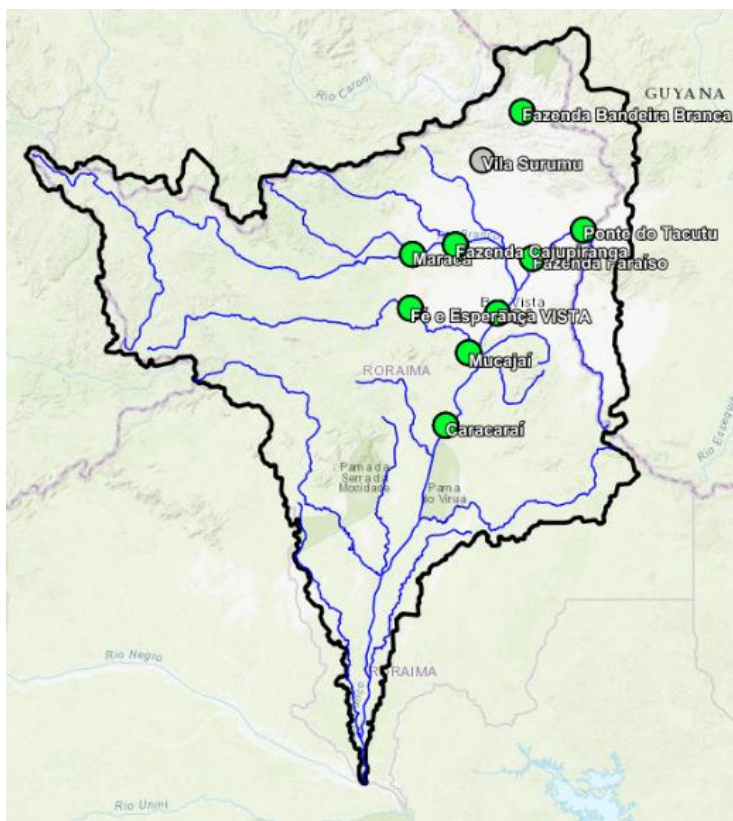 Rio Caroni
GUYANA
Fazenda Bandeira Branca
Vila Surumu
Ponte do Tacutu
Fazenda Cajupiranga
Maracá
Fazenda Paraíso
Fé e Esperança VISTA
Mucajaí
RORAIMA
Caracaraí
Rio Essequibo
Parna da
Serra da
Mocidade
Parna
do Viruá
Rio Negro
RORAIMA
Rio Unini